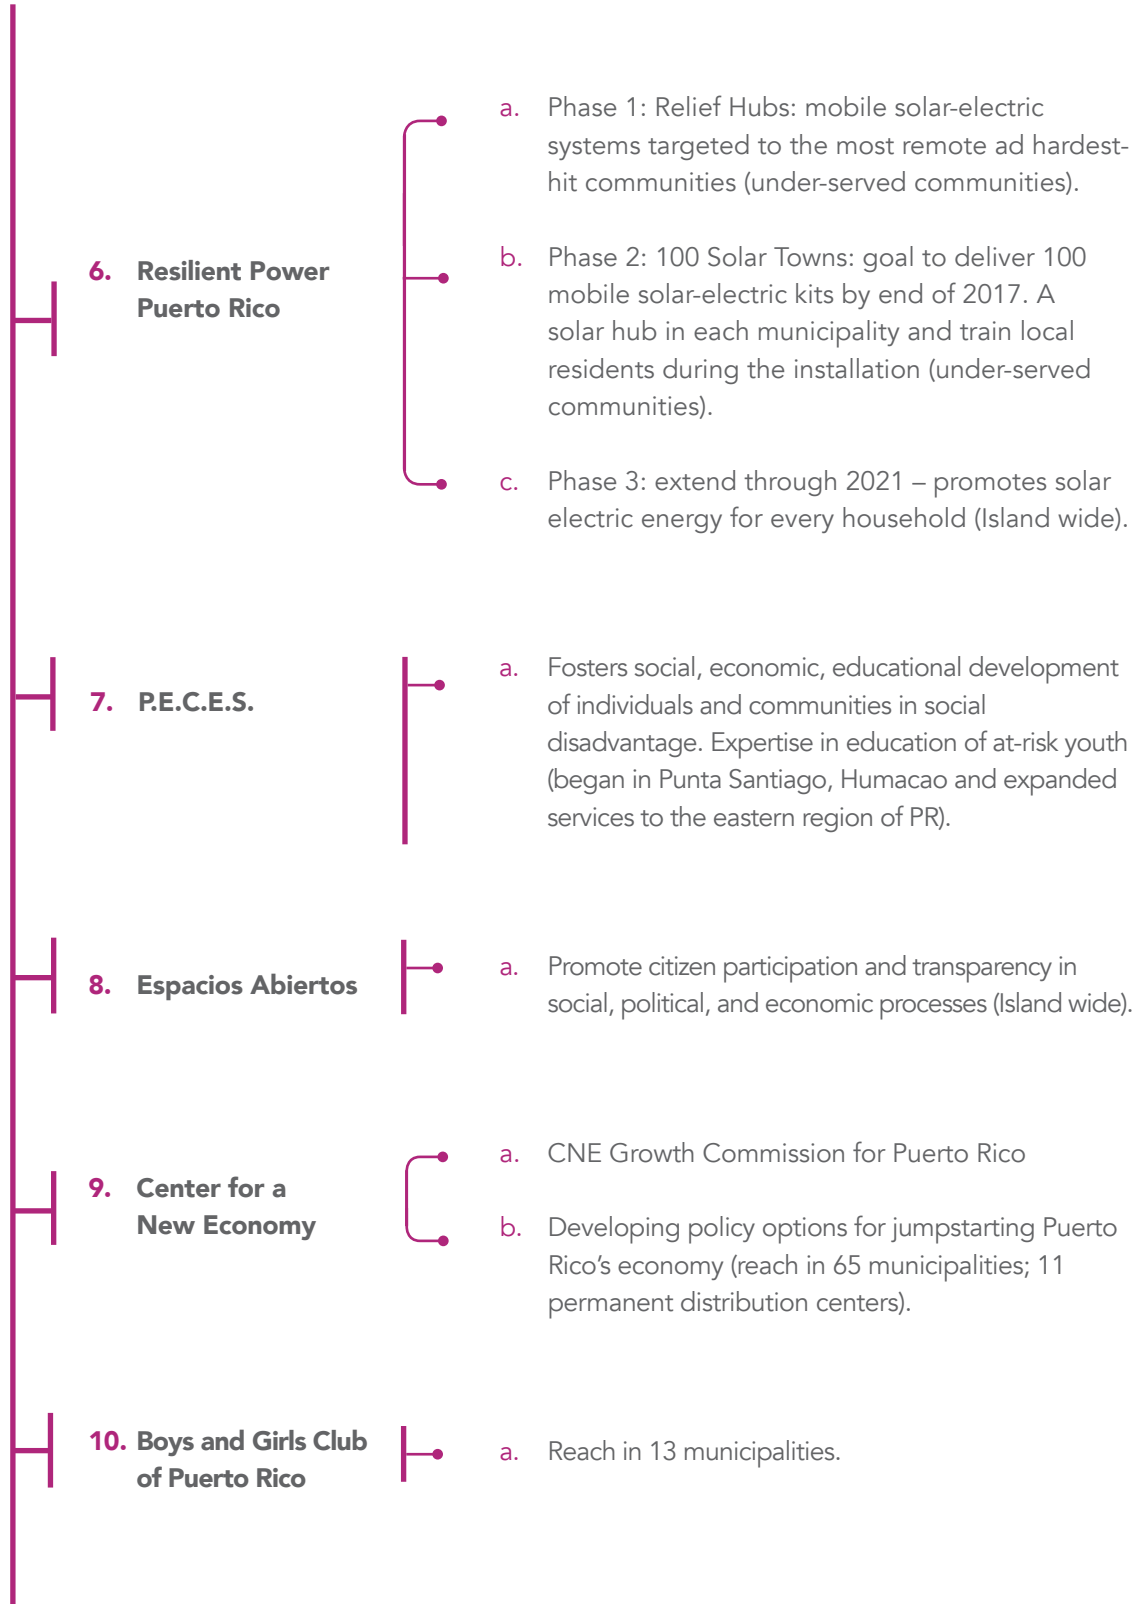 6. Resilient Power
Puerto Rico
a. Phase 1: Relief Hubs: mobile solar-electric
systems targeted to the most remote ad hardest-
hit communities (under-served communities).
b. Phase 2: 100 Solar Towns: goal to deliver 100
mobile solar-electric kits by end of 2017. A
solar hub in each municipality and train local
residents during the installation (under-served
communities).
c. Phase 3: extend through 2021 – promotes solar
electric energy for every household (Island wide).
7. P.E.C.E.S.
a. Fosters social, economic, educational development
of individuals and communities in social
disadvantage. Expertise in education of at-risk youth
(began in Punta Santiago, Humacao and expanded
services to the eastern region of PR).
8. Espacios Abiertos
a. Promote citizen participation and transparency in
social, political, and economic processes (Island wide).
9. Center for a
New Economy
a. CNE Growth Commission for Puerto Rico
b. Developing policy options for jumpstarting Puerto
Rico’s economy (reach in 65 municipalities; 11
permanent distribution centers).
10. Boys and Girls Club
of Puerto Rico
a. Reach in 13 municipalities.